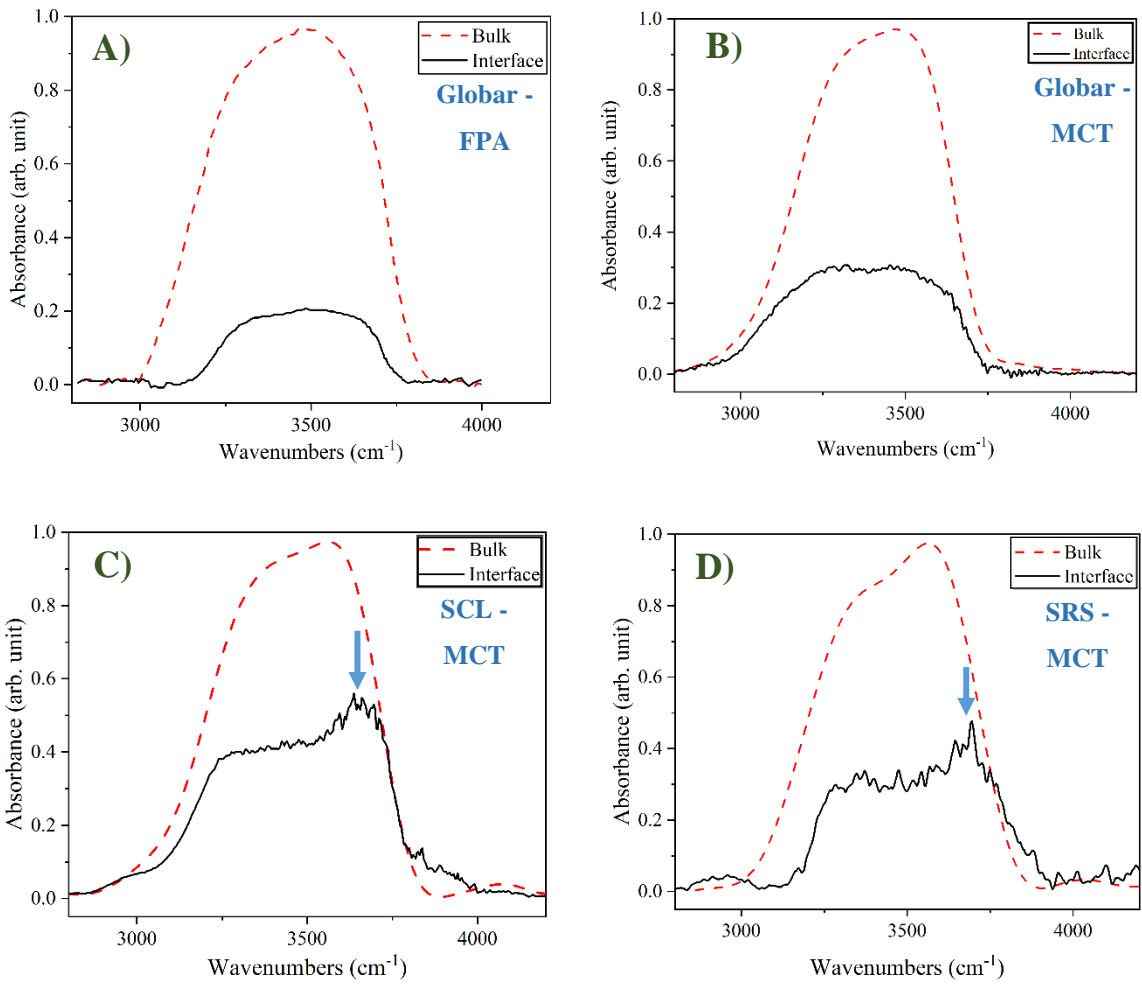 A)
Bulk
Interface
Globar -
FPA
Absorbance (arb. unit)
1.0
0.8
0.6
0.4
0.2
0.0
3000
3500
4000
Wavenumbers (cm-1)
B)
Bulk
Interface
Globar -
MCT
Absorbance (arb. unit)
1.0
0.8
0.6
0.4
0.2
0.0
3000
3500
4000
Wavenumbers (cm-1)
C)
Bulk
Interface
SCL -
MCT
Absorbance (arb. unit)
1.0
0.8
0.6
0.4
0.2
0.0
3000
3500
4000
Wavenumbers (cm-1)
D)
Bulk
Interface
SRS -
MCT
Absorbance (arb. unit)
1.0
0.8
0.6
0.4
0.2
0.0
3000
3500
4000
Wavenumbers (cm-1)